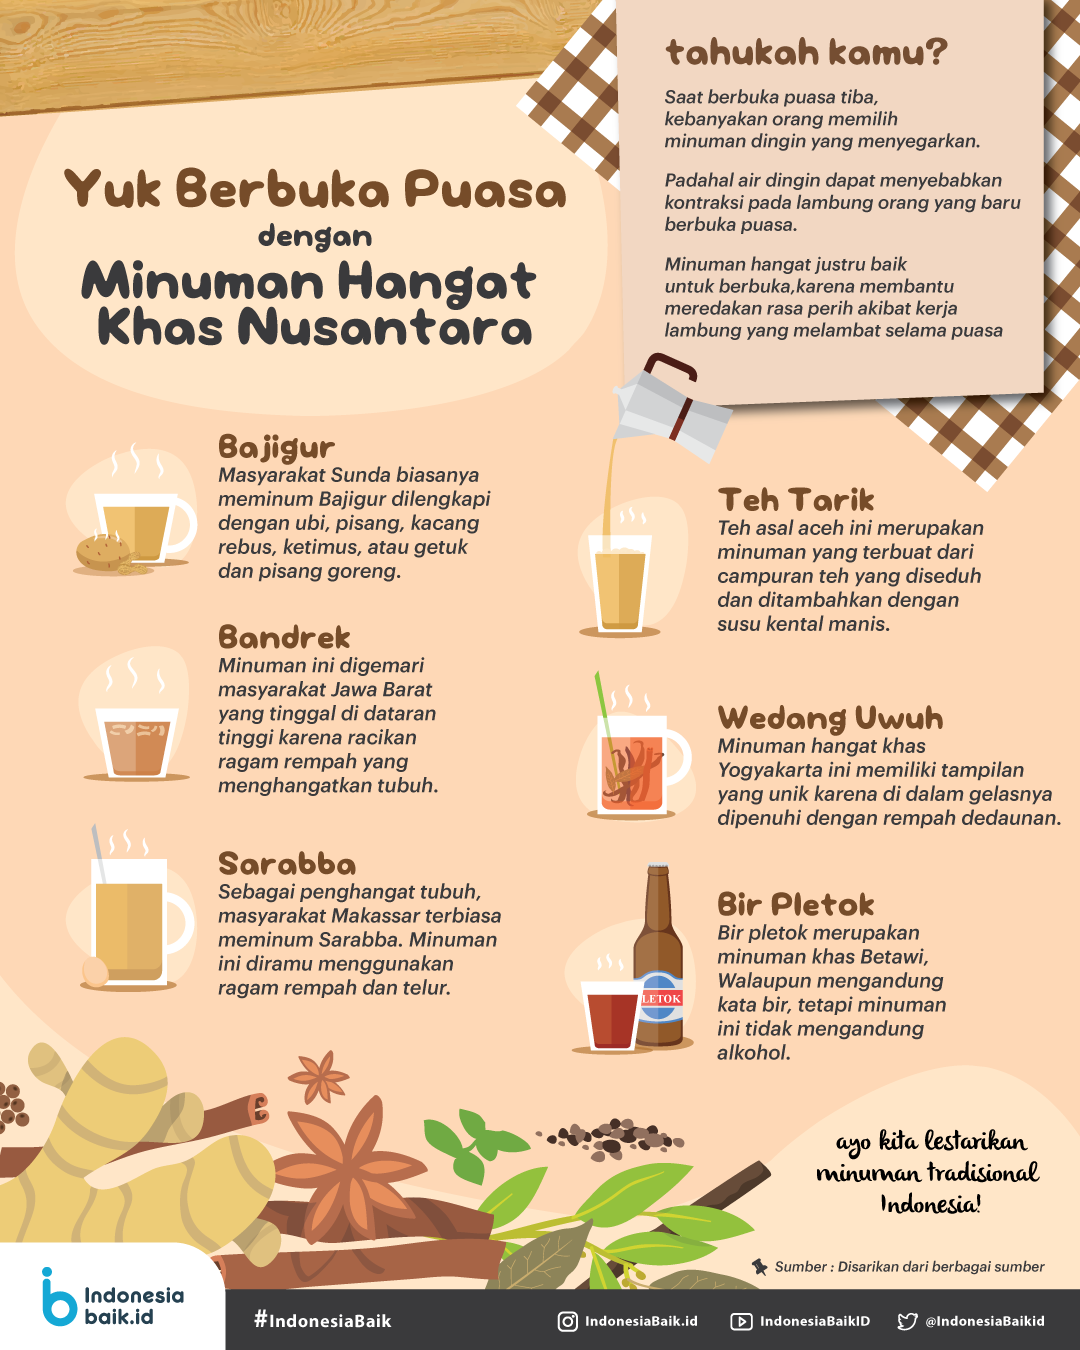 Yuk Berbuka Puasa
dengan
Minuman Hangat
Khas Nusantara
tahukah kamu?
Saat berbuka puasa tiba,
kebanyakan orang memilih
minuman dingin yang menyegarkan.
Padahal air dingin dapat menyebabkan
kontraksi pada lambung orang yang baru
berbuka puasa.
Minuman hangat justru baik
untuk berbuka,karena membantu
meredakan rasa perih akibat kerja
lambung yang melambat selama puasa
Bajigur
Masyarakat Sunda biasanya
meminum Bajigur dilengkapi
dengan ubi, pisang, kacang
rebus, ketimus, atau getuk
dan pisang goreng.
Bandrek
Minuman ini digemari
masyarakat Jawa Barat
yang tinggal di dataran
tinggi karena racikan
ragam rempah yang
menghangatkan tubuh.
Sarabba
Sebagai penghangat tubuh,
masyarakat Makassar terbiasa
meminum Sarabba. Minuman
ini diramu menggunakan
ragam rempah dan telur.
Teh Tarik
Teh asal aceh ini merupakan
minuman yang terbuat dari
campuran teh yang diseduh
dan ditambahkan dengan
susu kental manis.
Wedang Uwuh
Minuman hangat khas
Yogyakarta ini memiliki tampilan
yang unik karena di dalam gelasnya
dipenuhi dengan rempah dedaunan.
Bir Pletok
Bir pletok merupakan
minuman khas Betawi,
Walaupun mengandung
kata bir, tetapi minuman
ini tidak mengandung
alkohol.
LETOK
ayo kita lestarikan
minuman tradisional
Indonesia!
Sumber : Disarikan dari berbagai sumber
Indonesia
baik.id
#IndonesiaBaik
IndonesiaBaik.id
IndonesiaBaikID
@IndonesiaBaikid